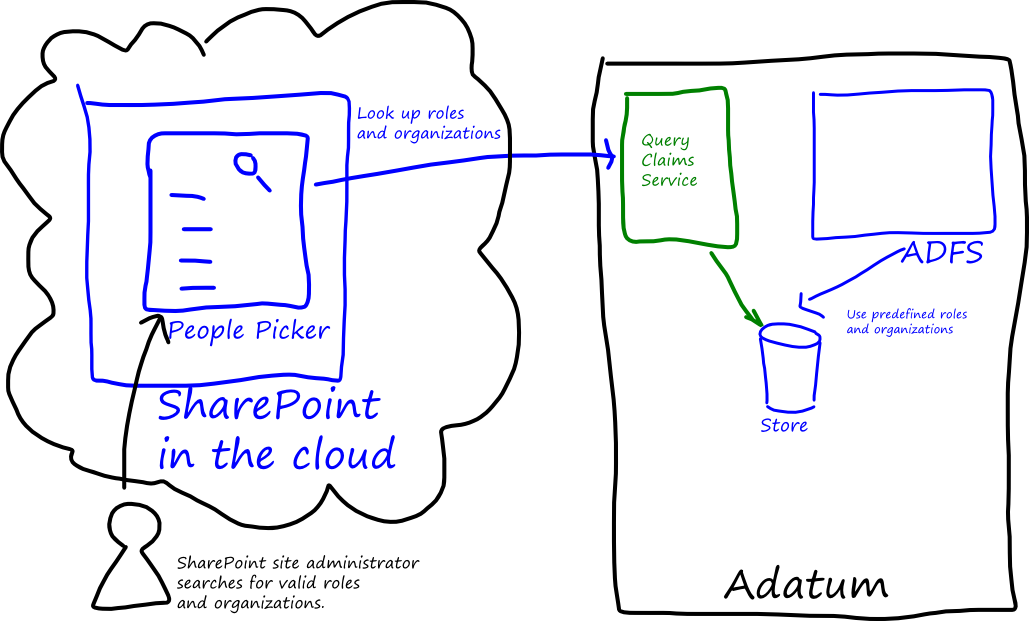 Look up roles
and organizations
People Picker
SharePoint
in the cloud
SharePoint site administrator
searches for valid roles
and organizations.
Query
Claims
Service
ADFS
Use predefined roles
and organizations
Store
Adatum